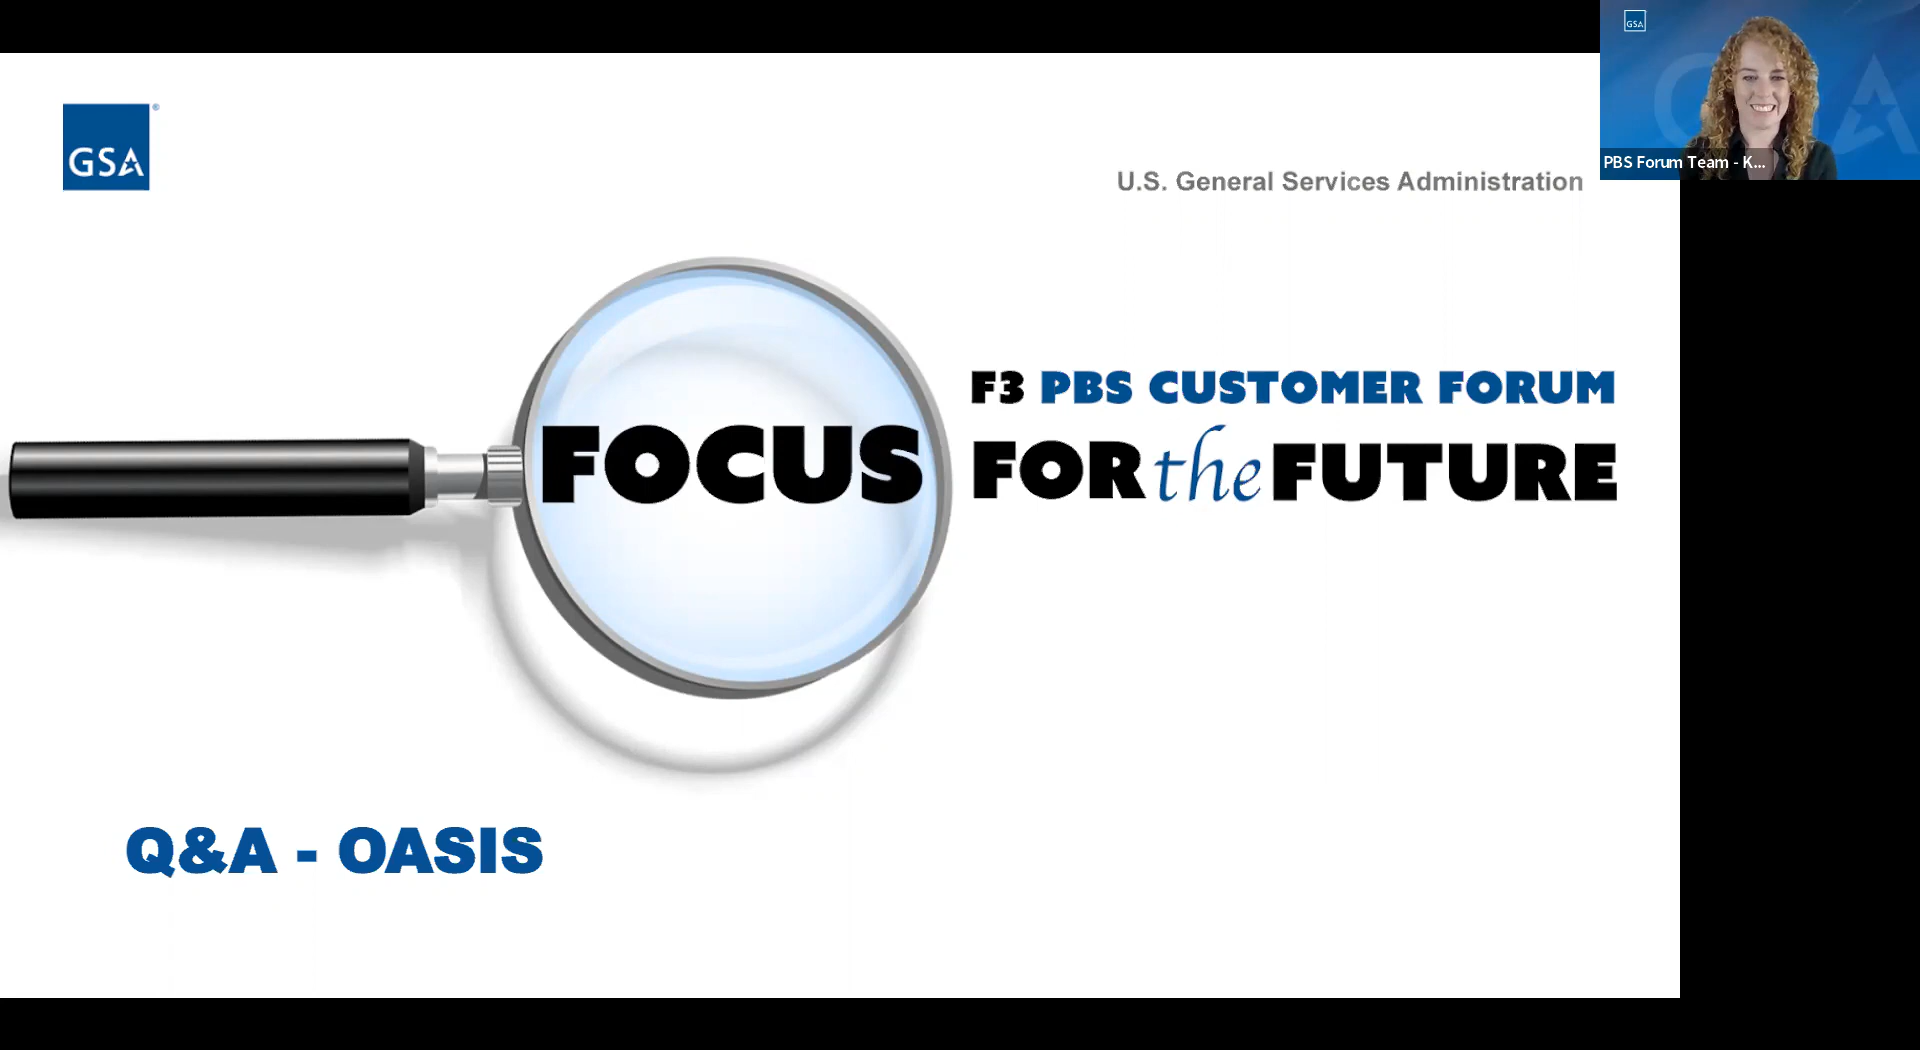 GSA
®
GSA
PBS Forum Team - K...
U.S. General Services Administration
F3 PBS CUSTOMER FORUM
FOCUS FOR the FUTURE
Q&A - OASIS